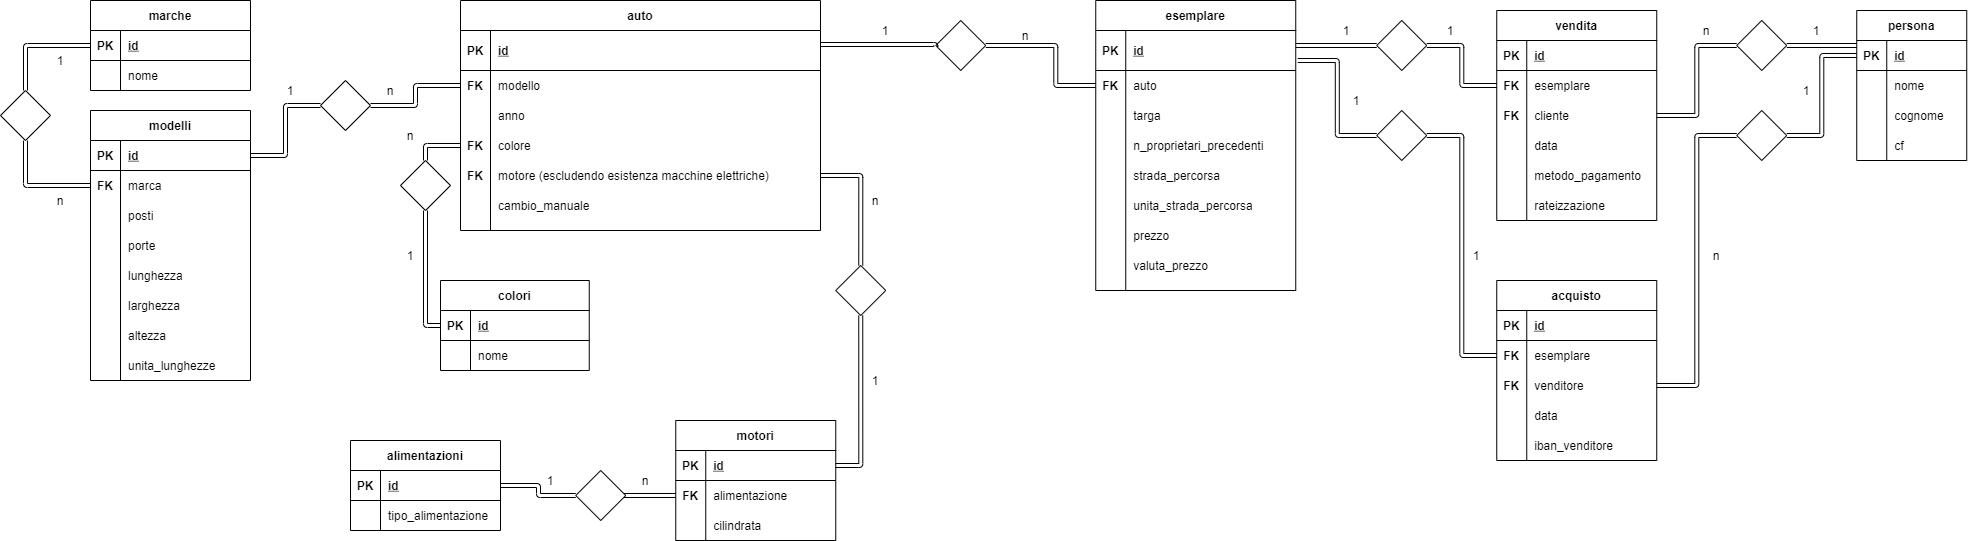 marche
PK id
nome
1
n
modelli
PK id
FK marca
posti
porte
lunghezza
larghezza
altezza
unita_lunghezze
1
n
auto
PK id
FK modello
anno
FK colore
FK motore (escludendo esistenza macchine elettriche)
cambio_manuale
n
1
colori
PK id
nome
n
1
alimentazioni
PK id
tipo_alimentazione
1
n
motori
PK id
FK alimentazione
cilindrata
1
n
esemplare
PK id
FK auto
targa
n_proprietari_precedenti
strada_percorsa
unita_strada_percorsa
prezzo
valuta_prezzo
1
1
1
1
vendita
PK id
FK esemplare
FK cliente
data
metodo_pagamento
rateizzazione
n
1
1
n
acquisto
PK id
FK esemplare
FK venditore
data
iban_venditore
persona
PK id
nome
cognome
cf